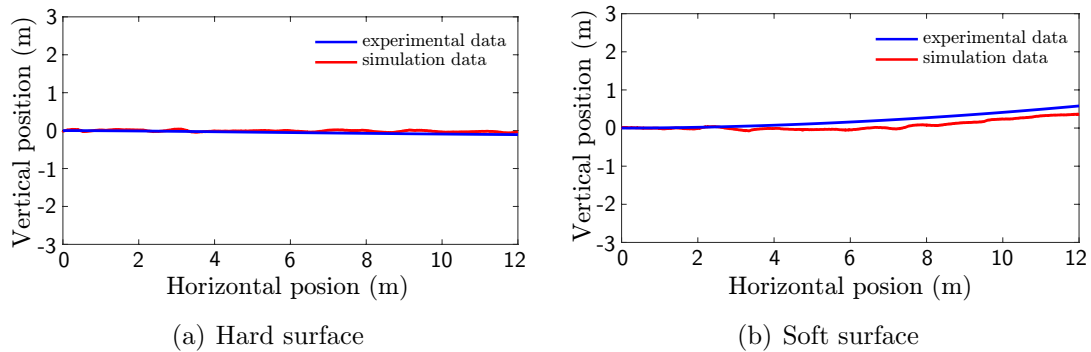 3
2
1
0
-1
-2
-3
Vertical position (m)
experimental data
simulation data
0 2 4 6 8 10 12
Horizontal posion (m)
(a) Hard surface
3
2
1
0
-1
-2
-3
Vertical position (m)
experimental data
simulation data
0 2 4 6 8 10 12
Horizontal posion (m)
(b) Soft surface